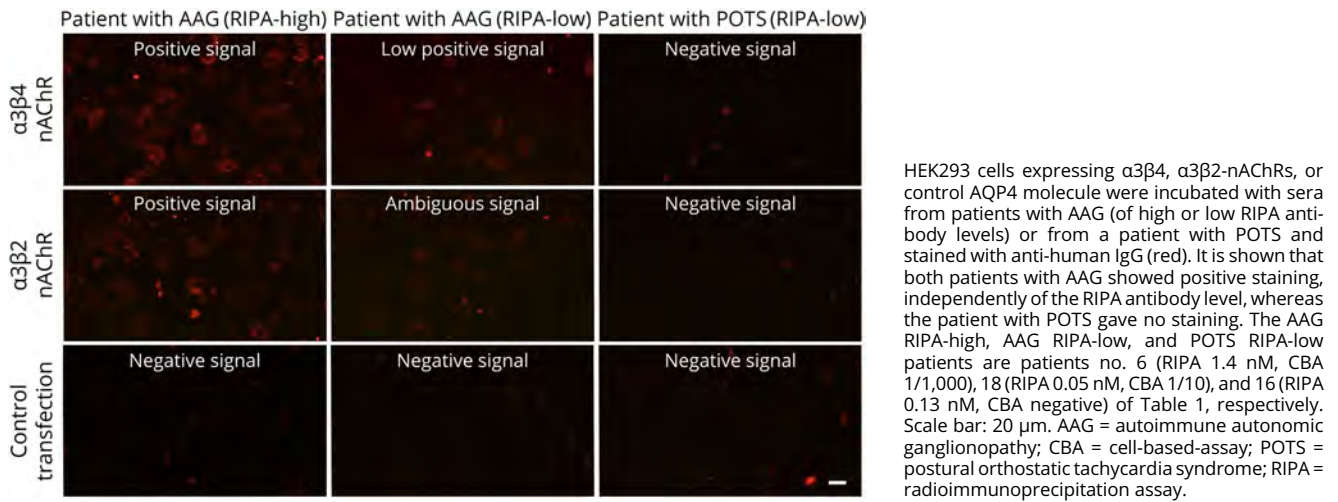 Patient with AAG (RIPA-high) Patient with AAG (RIPA-low) Patient with POTS (RIPA-low)
α3β4 nAChR
Positive signal
Low positive signal
Negative signal
α3β2 nAChR
Positive signal
Ambiguous signal
Negative signal
Control transfection
Negative signal
Negative signal
Negative signal
HEK293 cells expressing α3β4, α3β2-nAChRs, or
control AQP4 molecule were incubated with sera
from patients with AAG (of high or low RIPA anti-
body levels) or from a patient with POTS and
stained with anti-human IgG (red). It is shown that
both patients with AAG showed positive staining,
independently of the RIPA antibody level, whereas
the patient with POTS gave no staining. The AAG
RIPA-high, AAG RIPA-low, and POTS RIPA-low
patients are patients no. 6 (RIPA 1.4 nM, CBA
1/1,000), 18 (RIPA 0.05 nM, CBA 1/10), and 16 (RIPA
0.13 nM, CBA negative) of Table 1, respectively.
Scale bar: 20 μm. AAG = autoimmune autonomic
ganglionopathy; CBA = cell-based-assay; POTS =
postural orthostatic tachycardia syndrome; RIPA =
radioimmunoprecipitation assay.